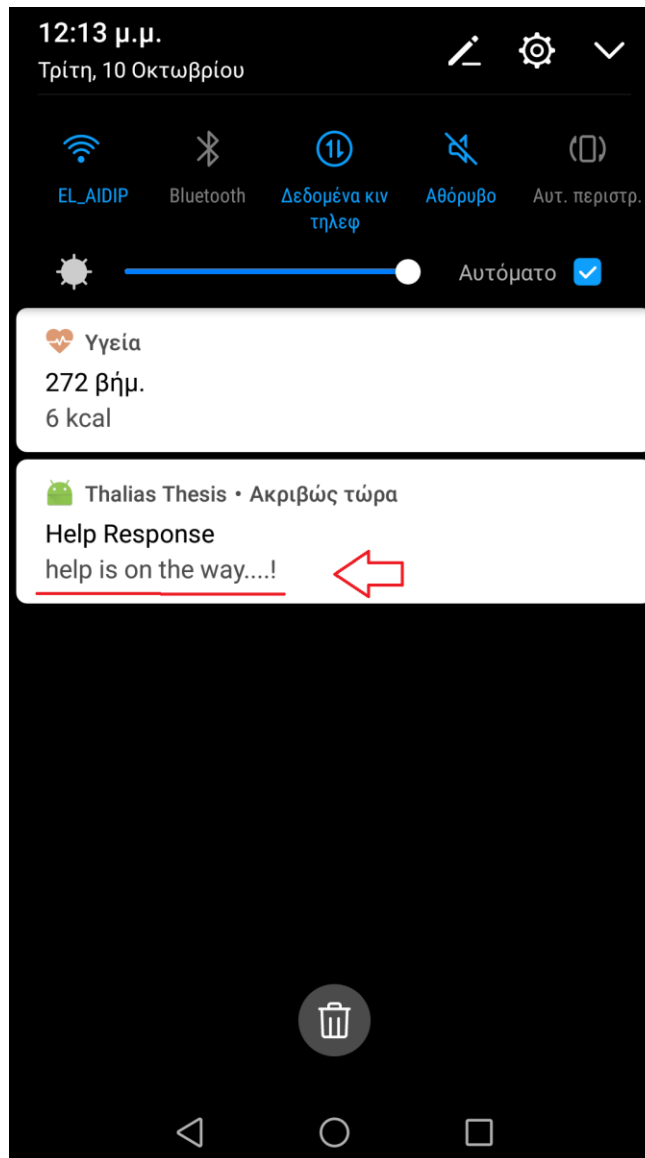 12:13 μ.μ.
Τρίτη, 10 Οκτωβρίου
EL_AIDIP
Bluetooth
Δεδομένα κιν
τηλεφ
Αθόρυβο
Αυτ. περιστρ.
Αυτόματο
Υγεία
272 βήμ.
6 kcal
Thalias Thesis • Ακριβώς τώρα
Help Response
help is on the way....!